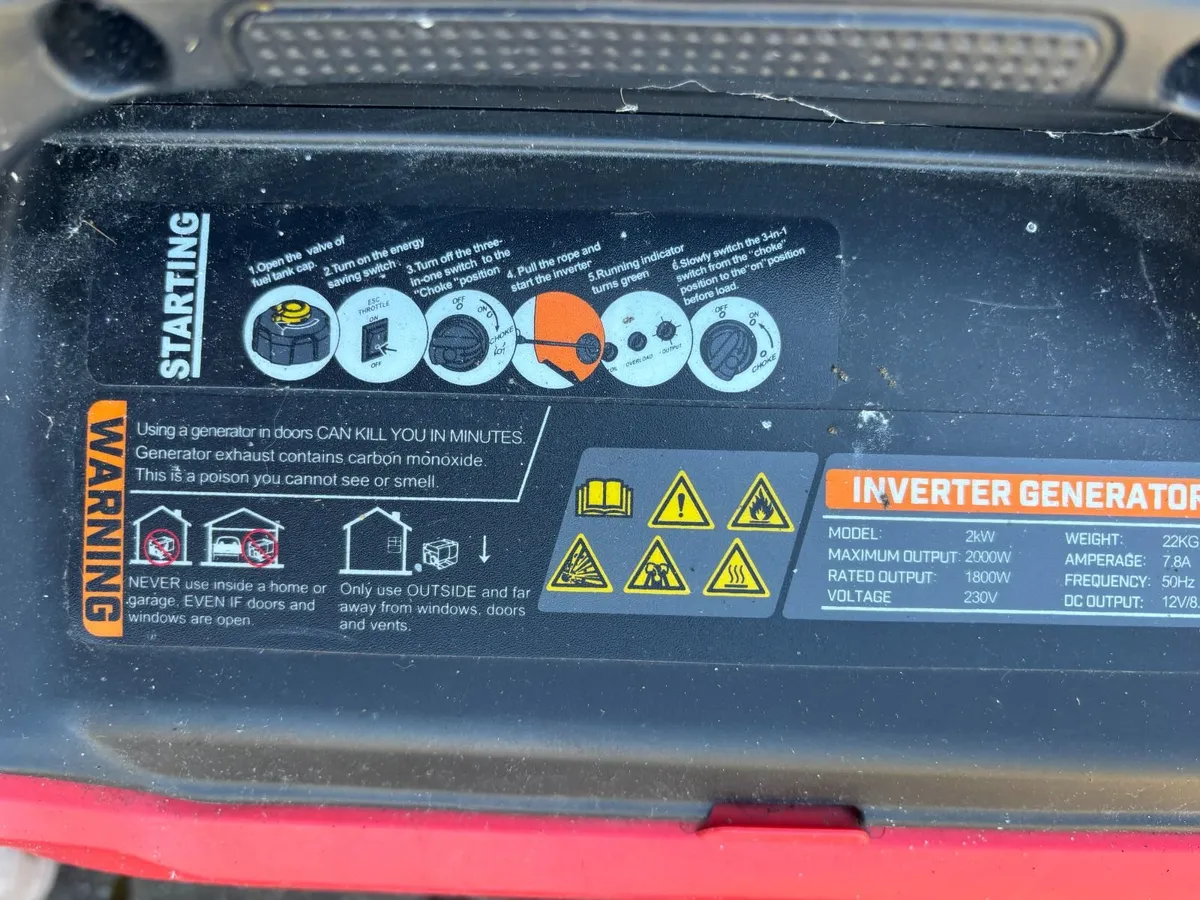 STARTING
1.Open the valve of
fuel tank cap.
2.Turn on the energy
saving switch.
3.Turn off the three-
in-one switch to the
"Choke "position
4. Pull the rope and
start the inverter
5.Running indicator
turns green
6.Slowly switch the 3-in-1
switch from the "choke"
position to the"on"position
before load.
ESC
THROTTLE
ON
OFF
OFF
ON
CHOKE
OIL
OVERLOAD
OUTPUT
OFF
ON
CHOKE
WARNING
Using a generator in doors CAN KILL YOU IN MINUTES.
Generator exhaust contains carbon monoxide.
This is a poison you cannot see or smell.
NEVER use inside a home or
garage, EVEN IF doors and
windows are open.
Only use OUTSIDE and far
away from windows, doors
and vents.
INVERTER GENERATOR
MODEL: 2kW
MAXIMUM OUTPUT: 2000W
RATED OUTPUT: 1800W
VOLTAGE 230V
WEIGHT: 22KG
AMPERAGE: 7.8A
FREQUENCY: 50Hz
DC OUTPUT: 12V/8.